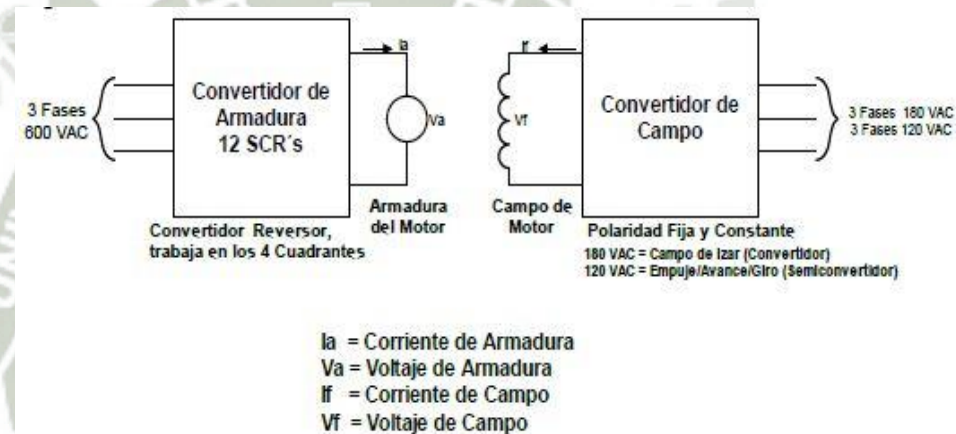 3 Fases
600 VAC
Convertidor de
Armadura
12 SCR´s
Ia
Va
Armadura
del Motor
Convertidor Reversor,
trabaja en los 4 Cuadrantes
If
Vf
Campo de
Motor
Convertidor de
Campo
3 Fases 180 VAC
3 Fases 120 VAC
Polaridad Fija y Constante
180 VAC = Campo de Izar (Convertidor)
120 VAC = Empuje/Avance/Giro (Semiconvertidor)
Ia = Corriente de Armadura
Va = Voltaje de Armadura
If = Corriente de Campo
Vf = Voltaje de Campo